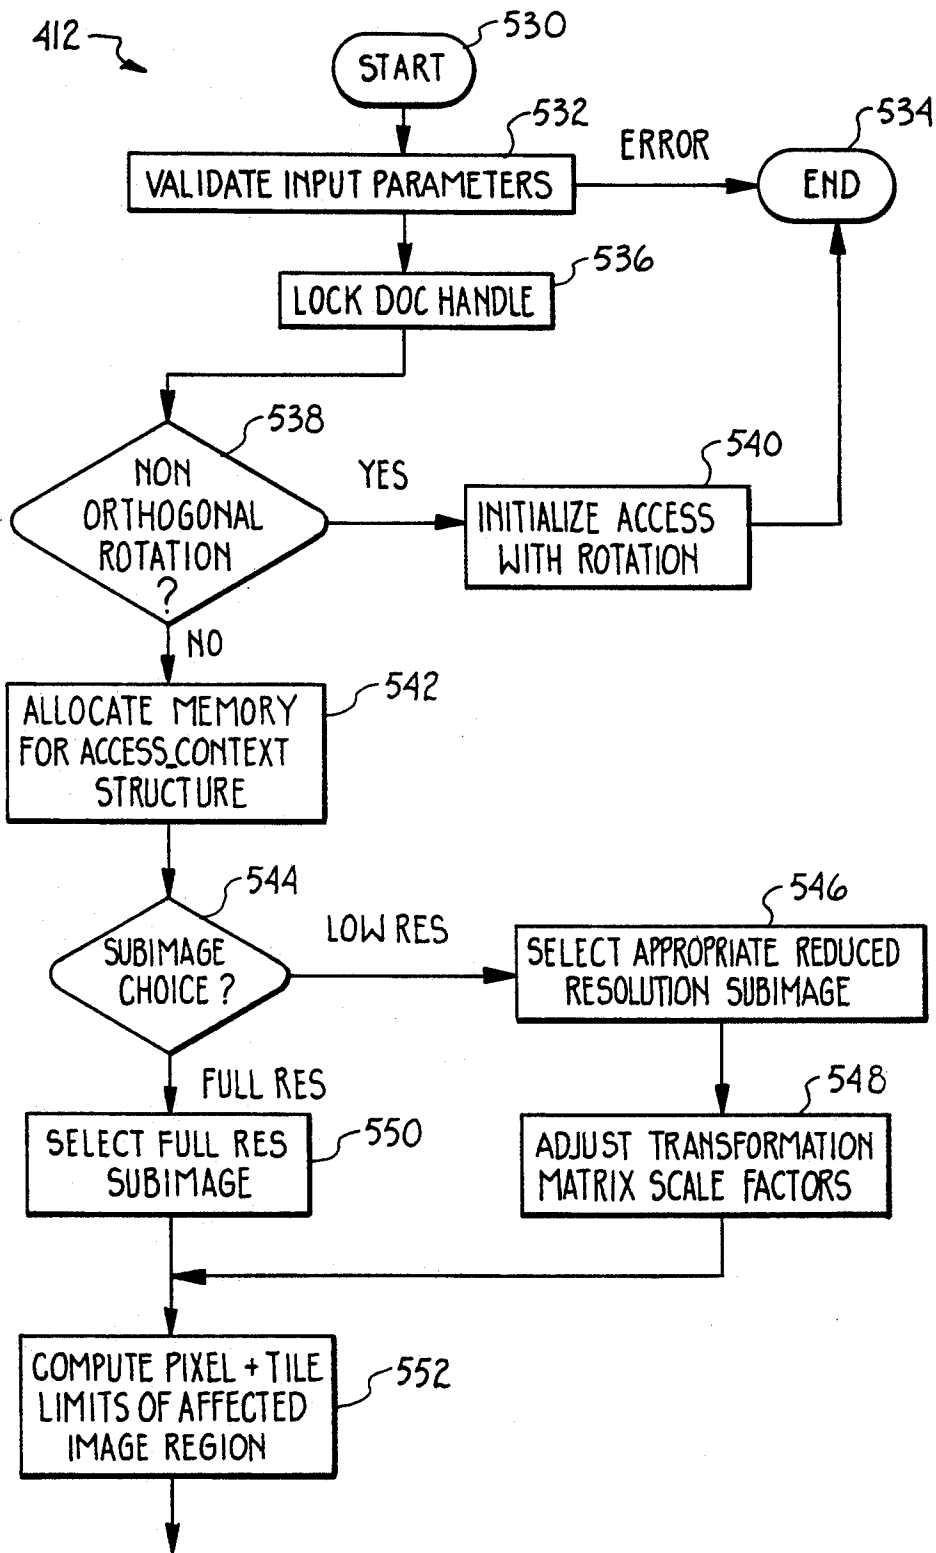 412
530
START
532
534
ERROR
VALIDATE INPUT PARAMETERS
END
536
LOCK DOC HANDLE
538
NON
ORTHOGONAL
ROTATION
?
YES
540
INITIALIZE ACCESS
WITH ROTATION
NO
542
ALLOCATE MEMORY
FOR ACCESS_CONTEXT
STRUCTURE
544
SUBIMAGE
CHOICE?
LOW RES
546
SELECT APPROPRIATE REDUCED
RESOLUTION SUBIMAGE
FULL RES
548
550
SELECT FULL RES
SUBIMAGE
ADJUST TRANSFORMATION
MATRIX SCALE FACTORS
552
COMPUTE PIXEL + TILE
LIMITS OF AFFECTED
IMAGE REGION